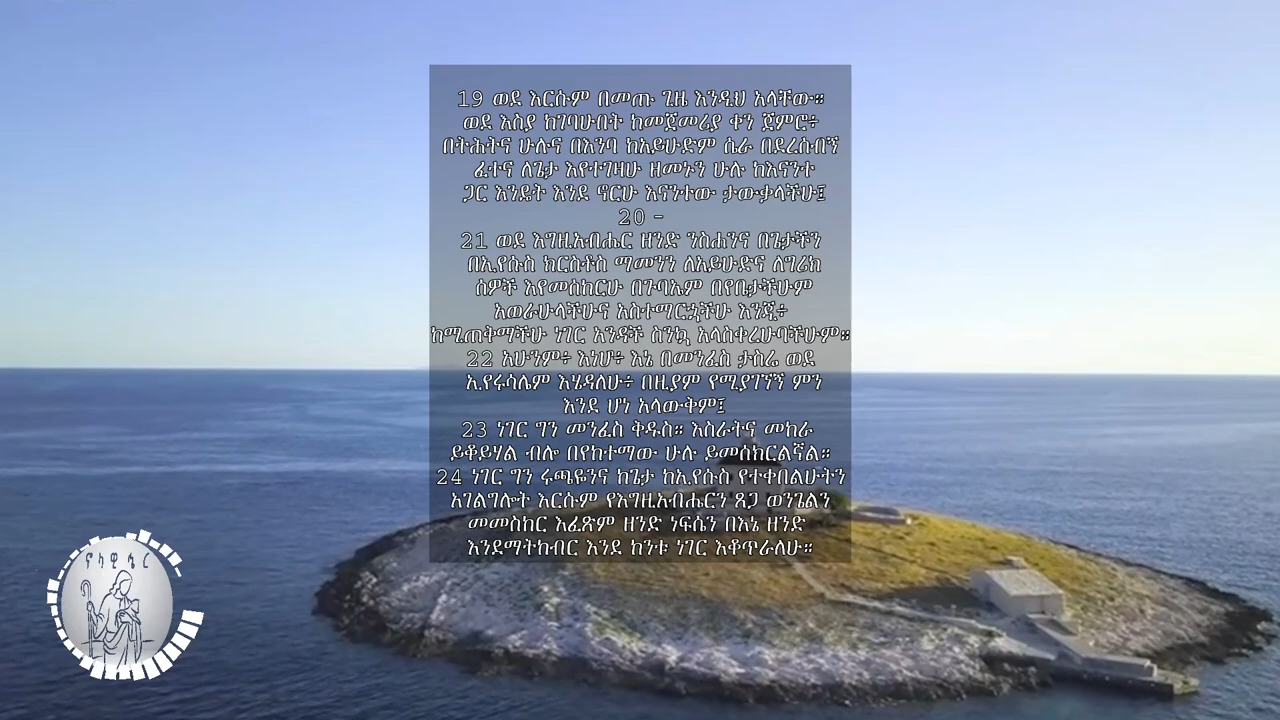 19 ወደ እርሱም በመጡ ጊዜ እንዲህ አላቸው።
ወደ እስያ ከገባሁበት ከመጀመሪያ ቀን ጀምሮ፥
በትሕትና ሁሉና በእንባ ከአይሁድም ሴራ በደረሰብኝ
ፈተና ለጌታ እየተገዛሁ ዘመኑን ሁሉ ከእናንተ
ጋር እንዴት እንደ ኖርሁ እናንተው ታውቃላችሁ፤
20 -
21 ወደ እግዚአብሔር ዘንድ ንስሐንና በጌታችን
በኢየሱስ ክርስቶስ ማመንን ለአይሁድና ለግሪክ
ሰዎች እየመሰከርሁ በጉባኤም በየቤታችሁም
አወራሁላችሁና አስተማርኋችሁ እንጂ፥
ከሚጠቅማችሁ ነገር አንዳች ስንኳ አላስቀረሁባችሁም።
22 አሁንም፥ እነሆ፥ እኔ በመንፈስ ታስሬ ወደ
ኢየሩሳሌም እሄዳለሁ፥ በዚያም የሚያገኘኝ ምን
እንደ ሆነ አላውቅም፤
23 ነገር ግን መንፈስ ቅዱስ። እስራትና መከራ
ይቆይሃል ብሎ በየከተማው ሁሉ ይመሰክርልኛል።
24 ነገር ግን ሩጫዬንና ከጌታ ከኢየሱስ የተቀበልሁትን
አገልግሎት እርሱም የእግዚአብሔርን ጸጋ ወንጌልን
መመስከር እፈጽም ዘንድ ነፍሴን በእኔ ዘንድ
እንደማትከብር እንደ ከንቱ ነገር እቆጥራለሁ።